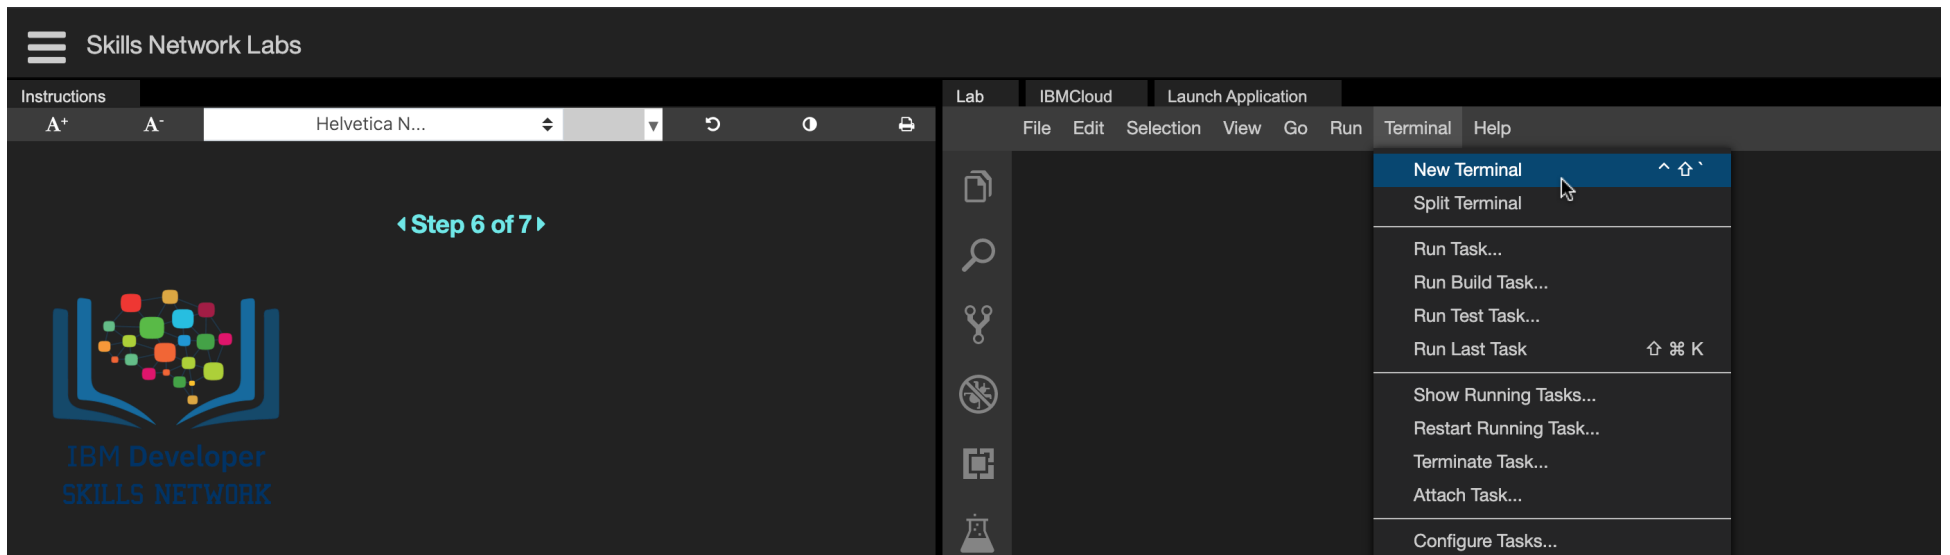 Skills Network Labs
Instructions
A+ A- Helvetica N...
Step 6 of 7
IBM Developer
SKILLS NETWORK
Lab IBMCloud Launch Application
File Edit Selection View Go Run Terminal Help
New Terminal ^ ⇧ `
Split Terminal
Run Task...
Run Build Task...
Run Test Task...
Run Last Task ⇧ ⌘ K
Show Running Tasks...
Restart Running Task...
Terminate Task...
Attach Task...
Configure Tasks...